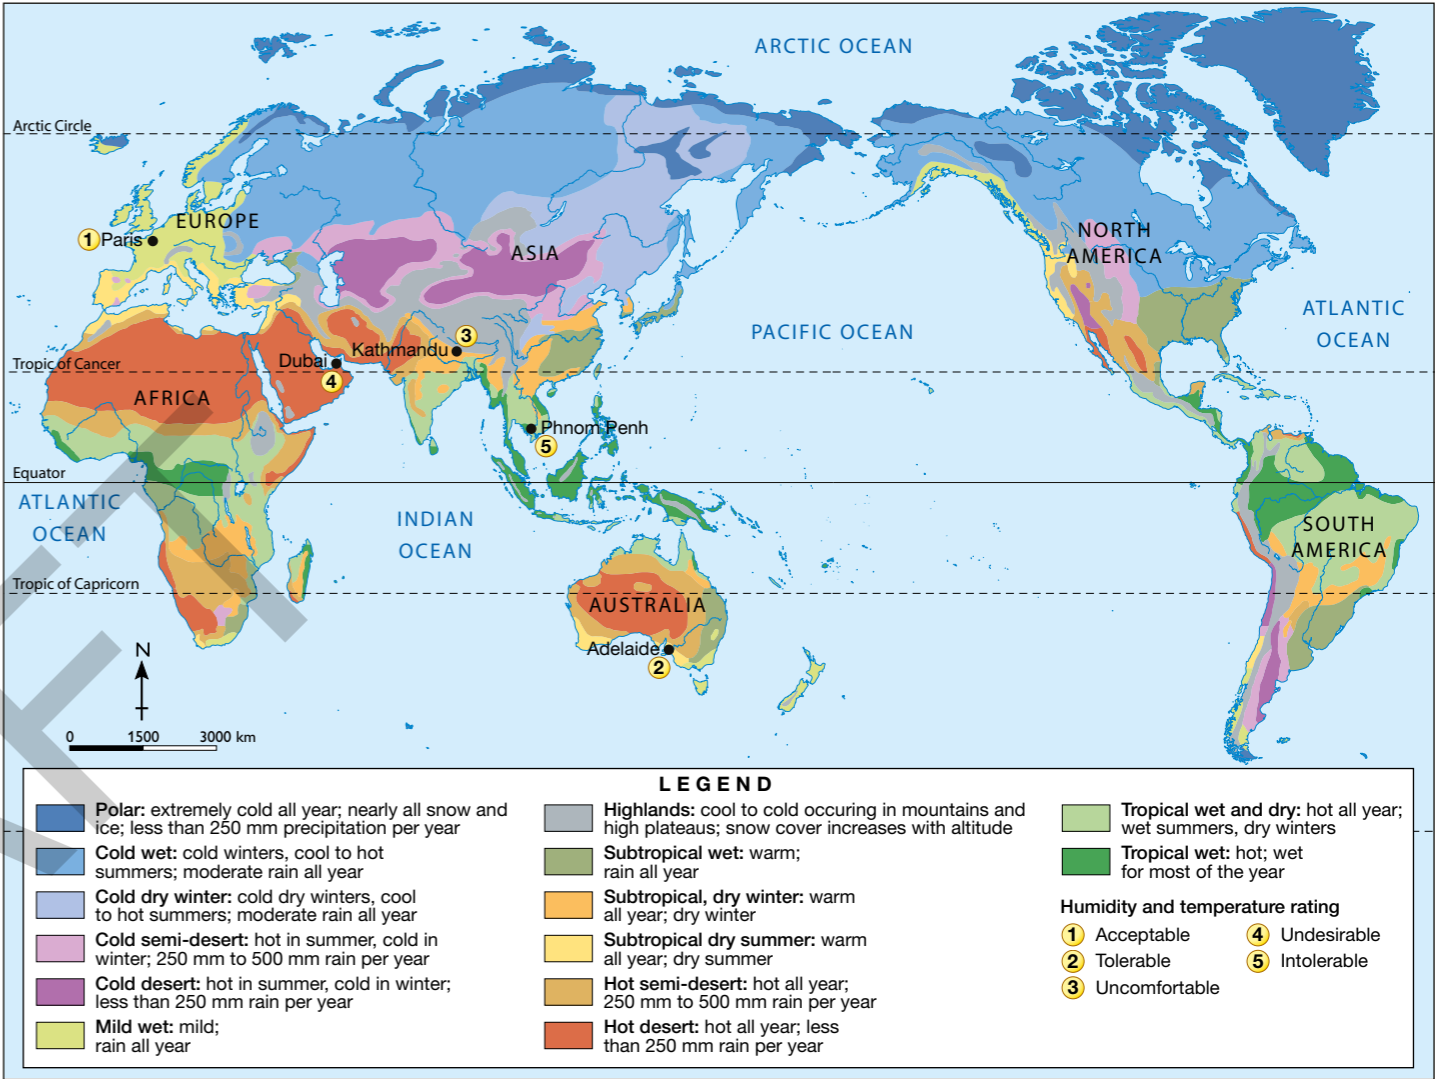 ARCTIC OCEAN
Arctic Circle
EUROPE
1 Paris
ASIA
NORTH
AMERICA
ATLANTIC
OCEAN
PACIFIC OCEAN
3
Kathmandu
Dubai
4
Tropic of Cancer
AFRICA
Phnom Penh
5
Equator
ATLANTIC
OCEAN
INDIAN
OCEAN
SOUTH
AMERICA
Tropic of Capricorn
AUSTRALIA
Adelaide
2
N
0 1500 3000 km
LEGEND
Polar: extremely cold all year; nearly all snow and
ice; less than 250 mm precipitation per year
Cold wet: cold winters, cool to hot
summers; moderate rain all year
Cold dry winter: cold dry winters, cool
to hot summers; moderate rain all year
Cold semi-desert: hot in summer, cold in
winter; 250 mm to 500 mm rain per year
Cold desert: hot in summer, cold in winter;
less than 250 mm rain per year
Mild wet: mild;
rain all year
Highlands: cool to cold occuring in mountains and
high plateaus; snow cover increases with altitude
Subtropical wet: warm;
rain all year
Subtropical, dry winter: warm
all year; dry winter
Subtropical dry summer: warm
all year; dry summer
Hot semi-desert: hot all year;
250 mm to 500 mm rain per year
Hot desert: hot all year; less
than 250 mm rain per year
Tropical wet and dry: hot all year;
wet summers, dry winters
Tropical wet: hot; wet
for most of the year
Humidity and temperature rating
1 Acceptable
2 Tolerable
3 Uncomfortable
4 Undesirable
5 Intolerable